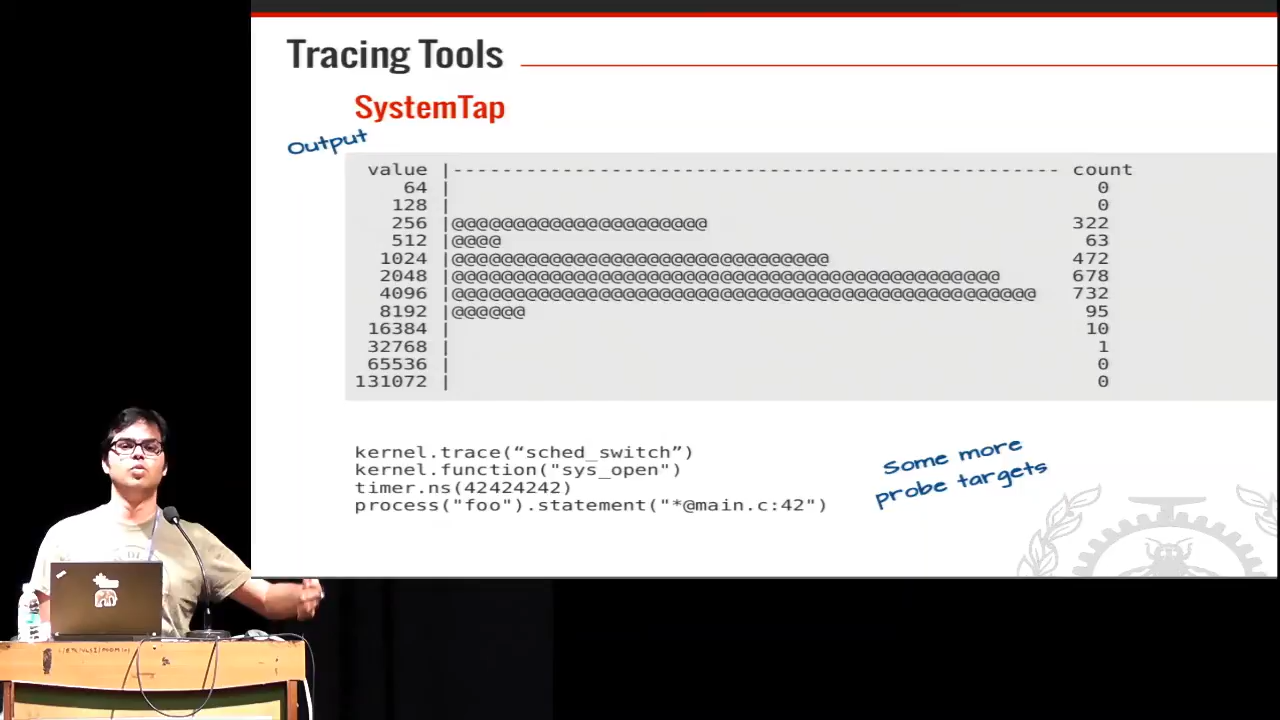 Tracing Tools
SystemTap
Output
value |-------------------------------------------------- count
64 | 0
128 | 0
256 |@@@@@@@@@@@@@@@@@@@@@ 322
512 |@@@@ 63
1024 |@@@@@@@@@@@@@@@@@@@@@@@@@@@@@@@ 472
2048 |@@@@@@@@@@@@@@@@@@@@@@@@@@@@@@@@@@@@@@@@@@@@@ 678
4096 |@@@@@@@@@@@@@@@@@@@@@@@@@@@@@@@@@@@@@@@@@@@@@@@@ 732
8192 |@@@@@@ 95
16384 | 10
32768 | 1
65536 | 0
131072 | 0
kernel.trace(“sched_switch”)
kernel.function("sys_open")
timer.ns(42424242)
process("foo").statement("*@main.c:42")
Some more
probe targets